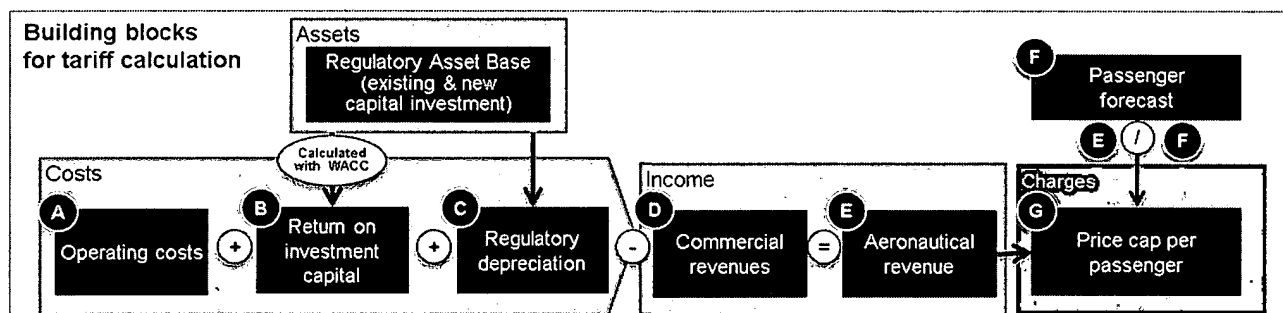 Building blocks
for tariff calculation
Assets
Regulatory Asset Base
(existing & new
capital investment)
F
Passenger
forecast
E / F
Calculated
with WACC
Costs
Income
Charges
A
Operating costs
+
B
Return on
investment
capital
+
C
Regulatory
depreciation
-
D
Commercial
revenues
=
E
Aeronautical
revenue
G
Price cap per
passenger